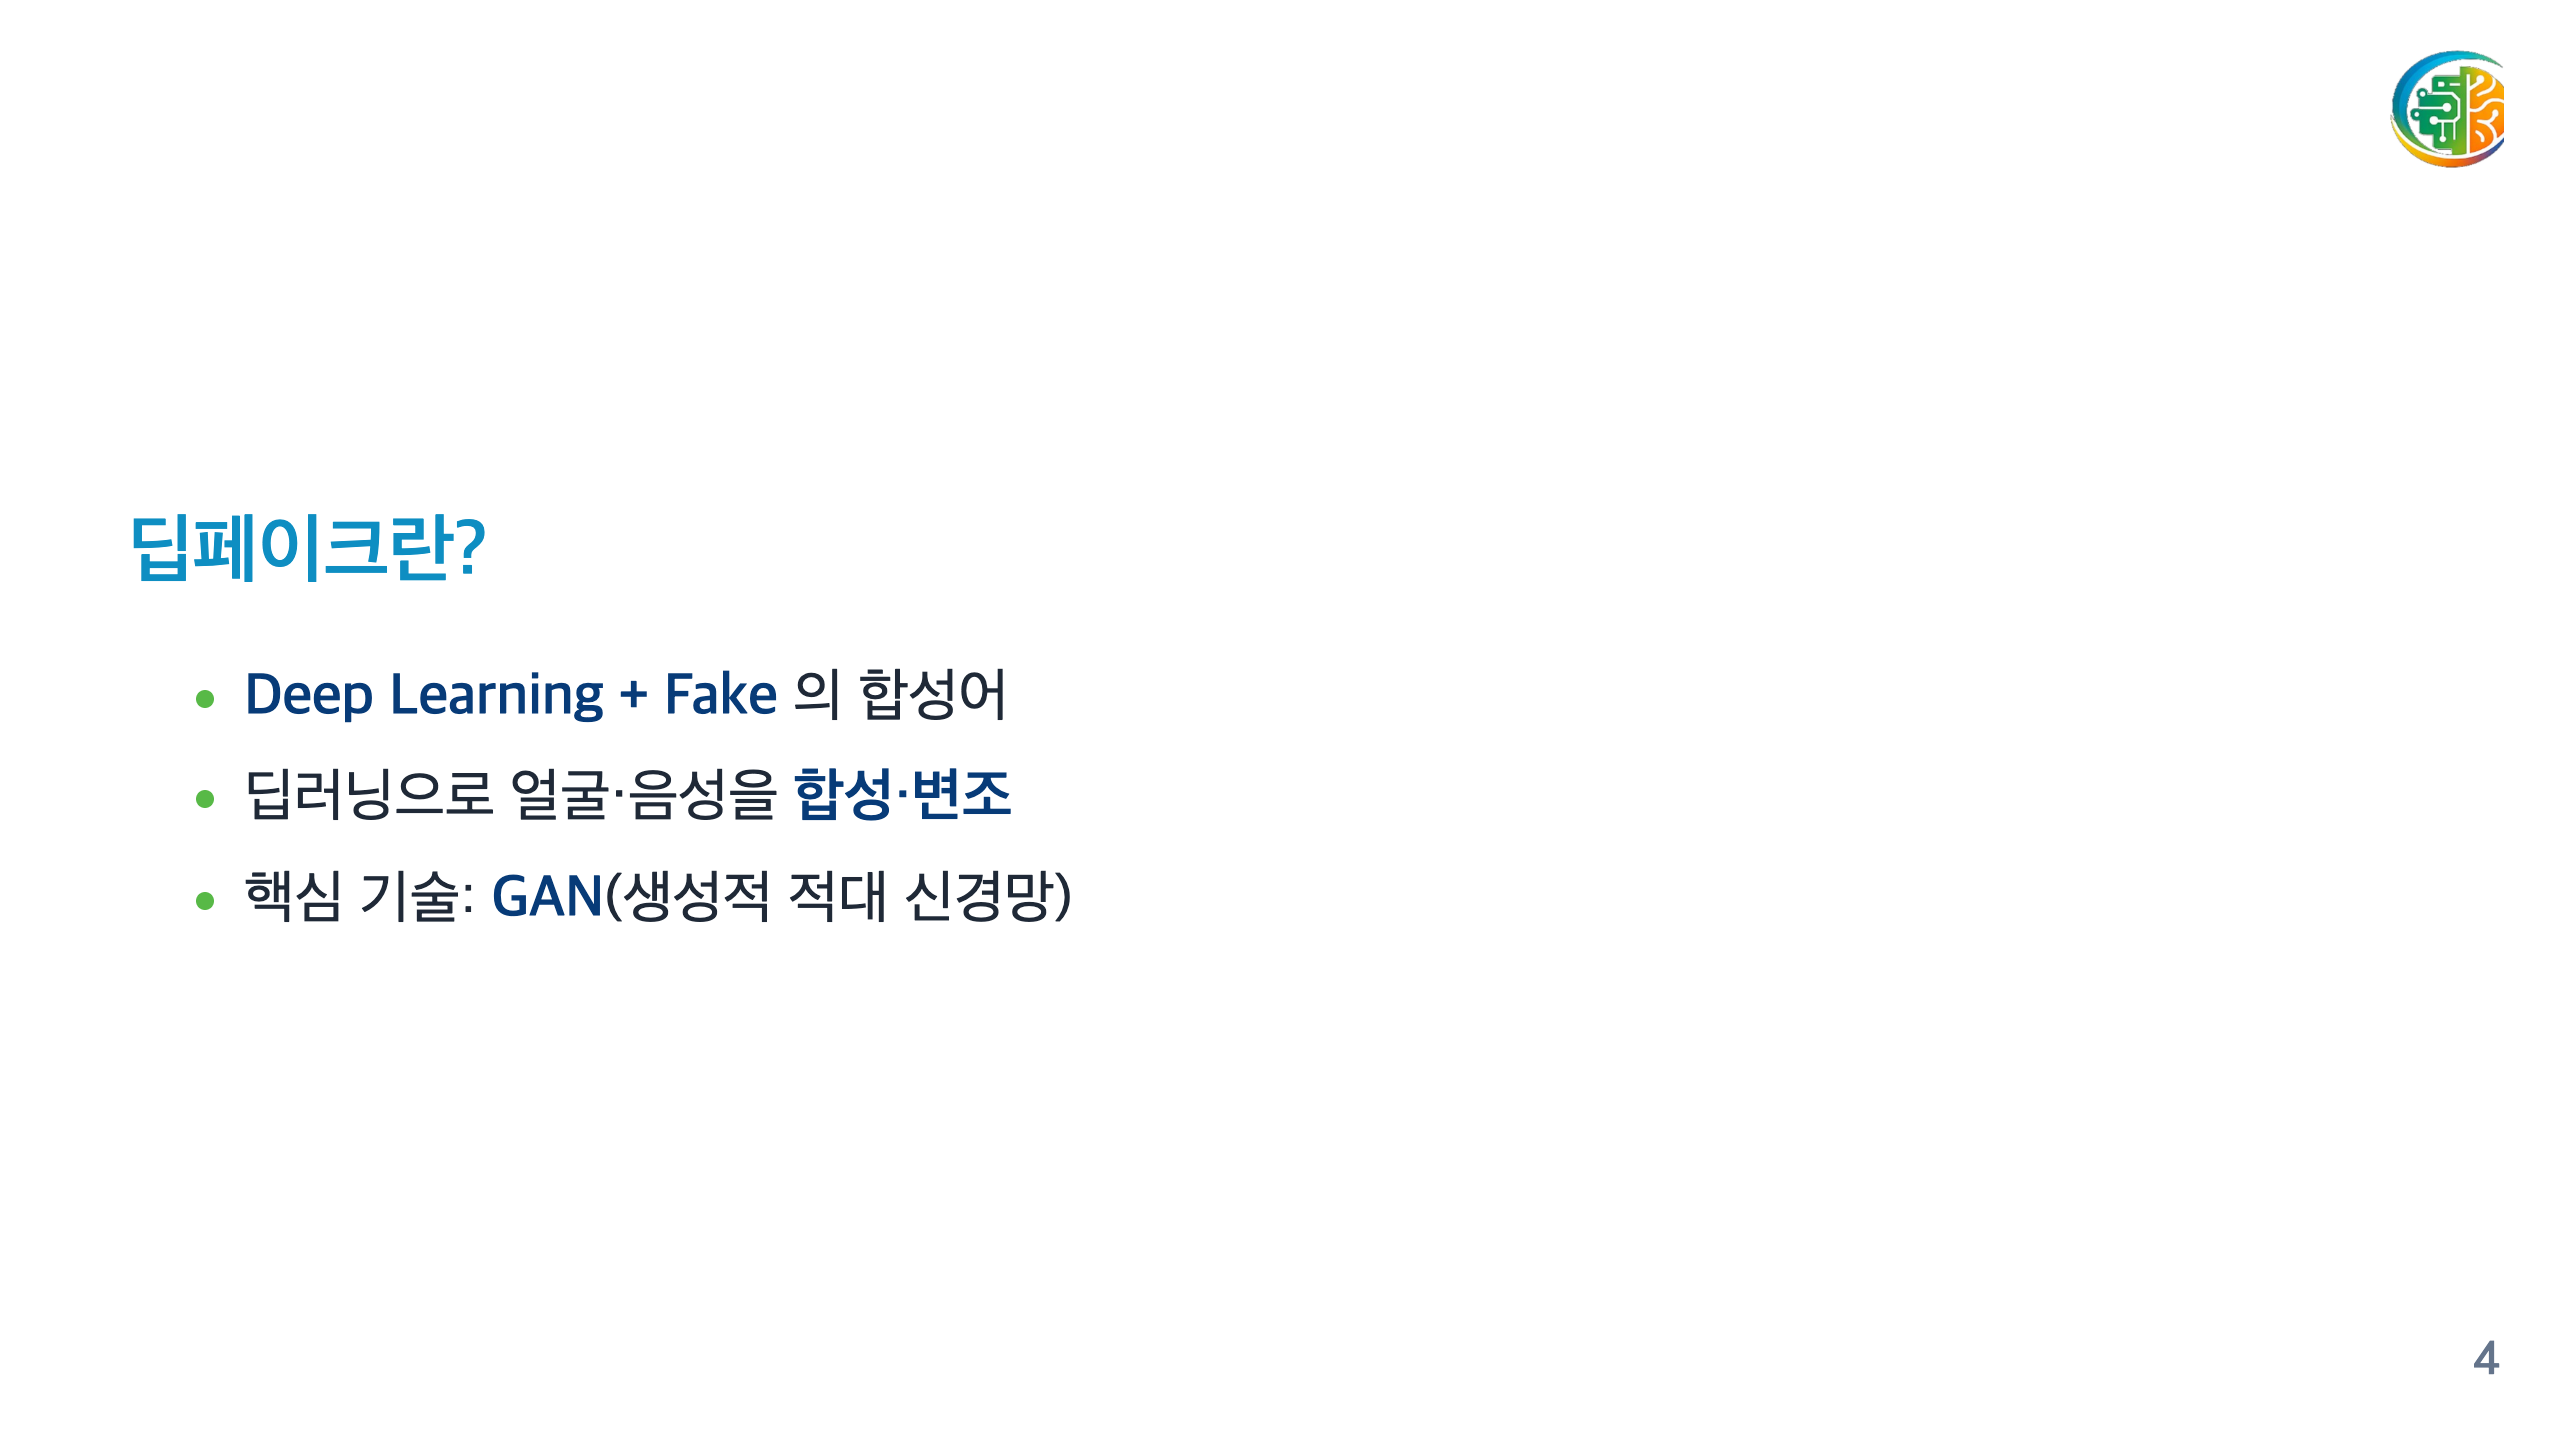 딥페이크란?
• Deep Learning + Fake 의 합성어
• 딥러닝으로 얼굴·음성을 합성·변조
• 핵심 기술: GAN(생성적 적대 신경망)
4